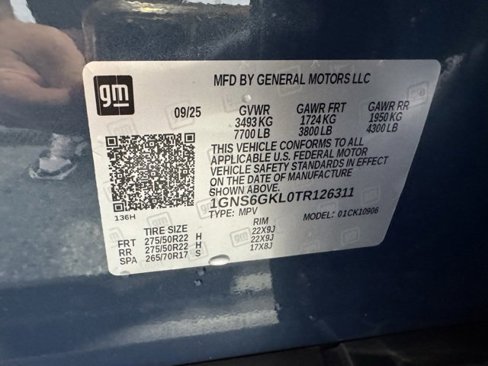 gm
MFD BY GENERAL MOTORS LLC
09/25 GVWR GAWR FRT GAWR RR
3493 KG 1724 KG 1950 KG
7700 LB 3800 LB 4300 LB
THIS VEHICLE CONFORMS TO ALL
APPLICABLE U.S. FEDERAL MOTOR
VEHICLE SAFETY STANDARDS IN EFFECT
ON THE DATE OF MANUFACTURE
SHOWN ABOVE.
1GNS6GKL0TR126311
136H TYPE: MPV MODEL: 01CK10906
TIRE SIZE RIM
FRT 275/50R22 H 22X9J
RR 275/50R22 H 22X9J
SPA 265/70R17 S 17X8J